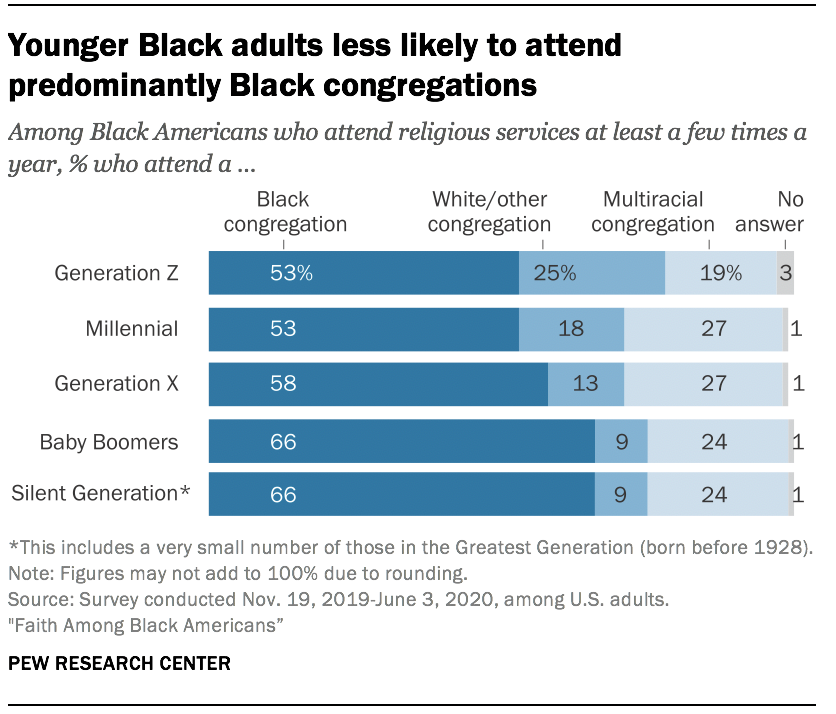 Younger Black adults less likely to attend
predominantly Black congregations
Among Black Americans who attend religious services at least a few times a
year, % who attend a ...
Black congregation
White/other congregation
Multiracial congregation
No answer
Generation Z 53% 25% 19% 3
Millennial 53 18 27 1
Generation X 58 13 27 1
Baby Boomers 66 9 24 1
Silent Generation* 66 9 24 1
*This includes a very small number of those in the Greatest Generation (born before 1928).
Note: Figures may not add to 100% due to rounding.
Source: Survey conducted Nov. 19, 2019-June 3, 2020, among U.S. adults.
"Faith Among Black Americans”
PEW RESEARCH CENTER